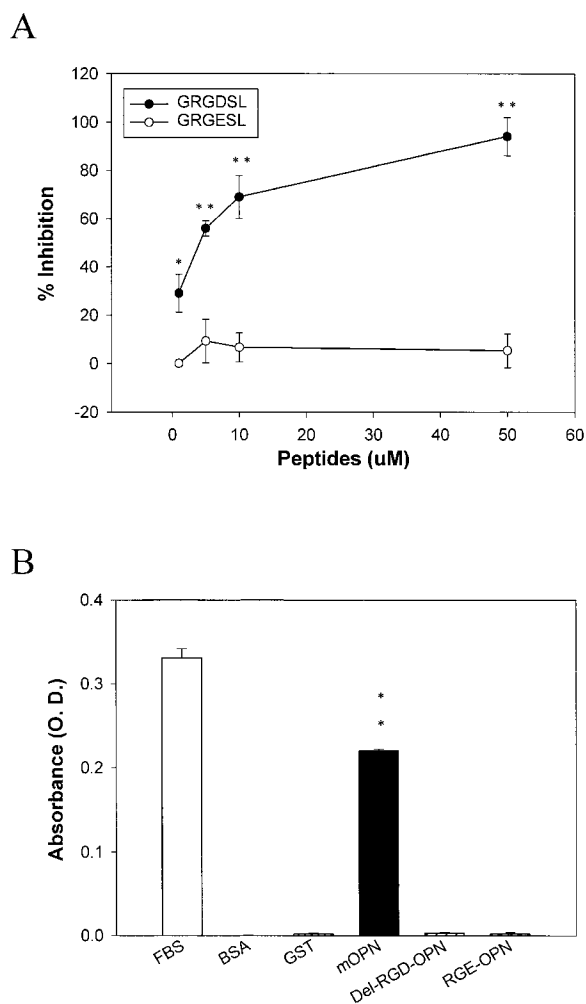 A
120
100
80
60
40
20
0
-20
% Inhibition
GRGDSL
GRGESL
*
* *
* *
* *
0 10 20 30 40 50 60
Peptides (uM)
B
0.4
0.3
0.2
0.1
0.0
Absorbance (O. D.)
*
*
FBS BSA GST mOPN Del-RGD-OPN RGE-OPN